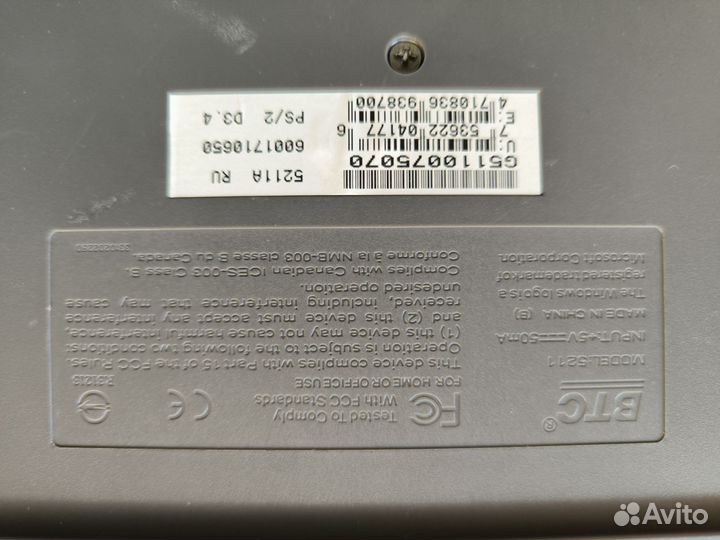 BTC®
MODEL:5211
INPUT:+5V⎓50mA
MADE IN CHINA (B)
The Windows logo is a
registered trademark of
Microsoft Corporation.
FC
Tested To Comply
With FCC Standards
FOR HOME OR OFFICE USE
CE
This device complies with Part 15 of the FCC Rules.
Operation is subject to the following two conditions:
(1) this device may not cause harmful interference,
and (2) this device must accept any interference
received, including interference that may cause
undesired operation.
Complies with Canadian ICES-003 Class B.
Conforme à la NMB-003 classe B du Canada.
G51100075070
U:
7 53622 04177 6
E:
4 710836 938700
5211A RU
6001710650
PS/2 D3.4
Avito